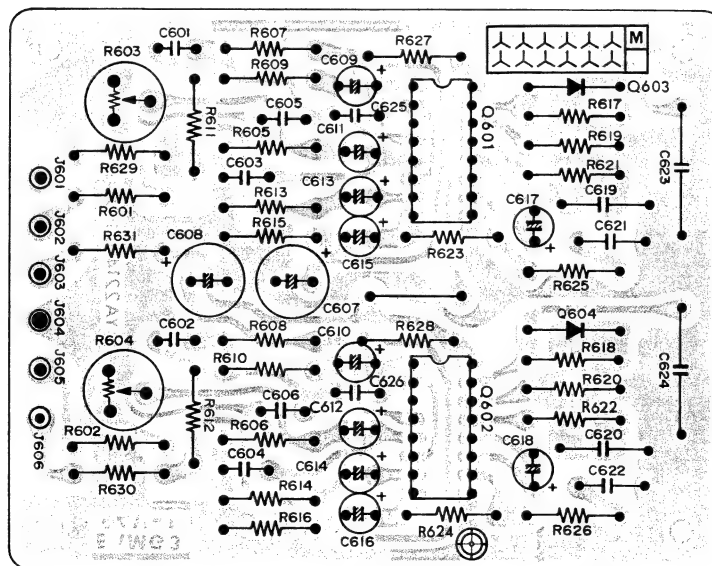 C601
R607
R627
M
R603
R609
C609
+
Q603
C605
C625
R617
R611
C611
Q601
R605
R619
R629
C603
C613
R621
C623
J601
R613
C619
R601
C617
J602
R615
C621
R631
C608
+
+
C615
R623
+
J603
R625
C607
J604
C602
R608
C610
R628
Q604
R604
R610
+
R618
C624
J605
C626
C606
C612
R620
Q602
R612
R602
R606
R622
C618
C620
J606
C604
C614
C622
R630
R614
+
R616
C616
R624
R626